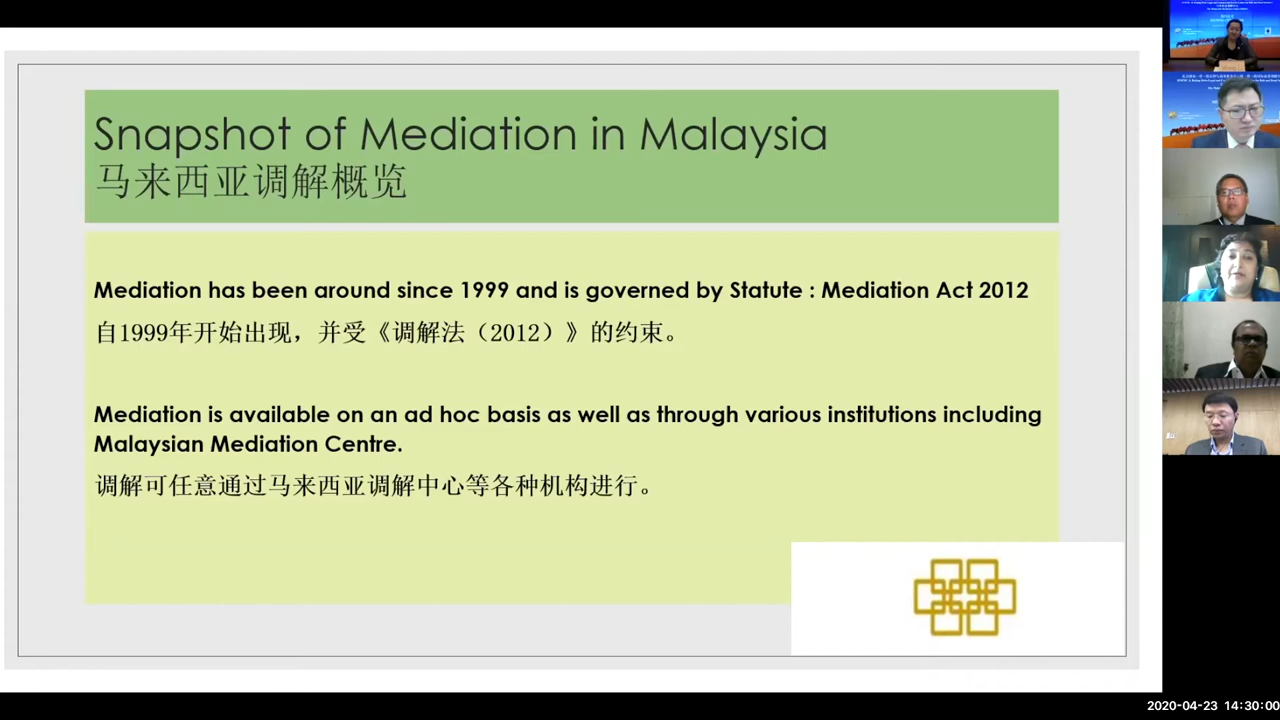 Snapshot of Mediation in Malaysia
马来西亚调解概览
Mediation has been around since 1999 and is governed by Statute : Mediation Act 2012
自1999年开始出现，并受《调解法（2012）》的约束。
Mediation is available on an ad hoc basis as well as through various institutions including
Malaysian Mediation Centre.
调解可任意通过马来西亚调解中心等各种机构进行。
2020-04-23 14:30:00